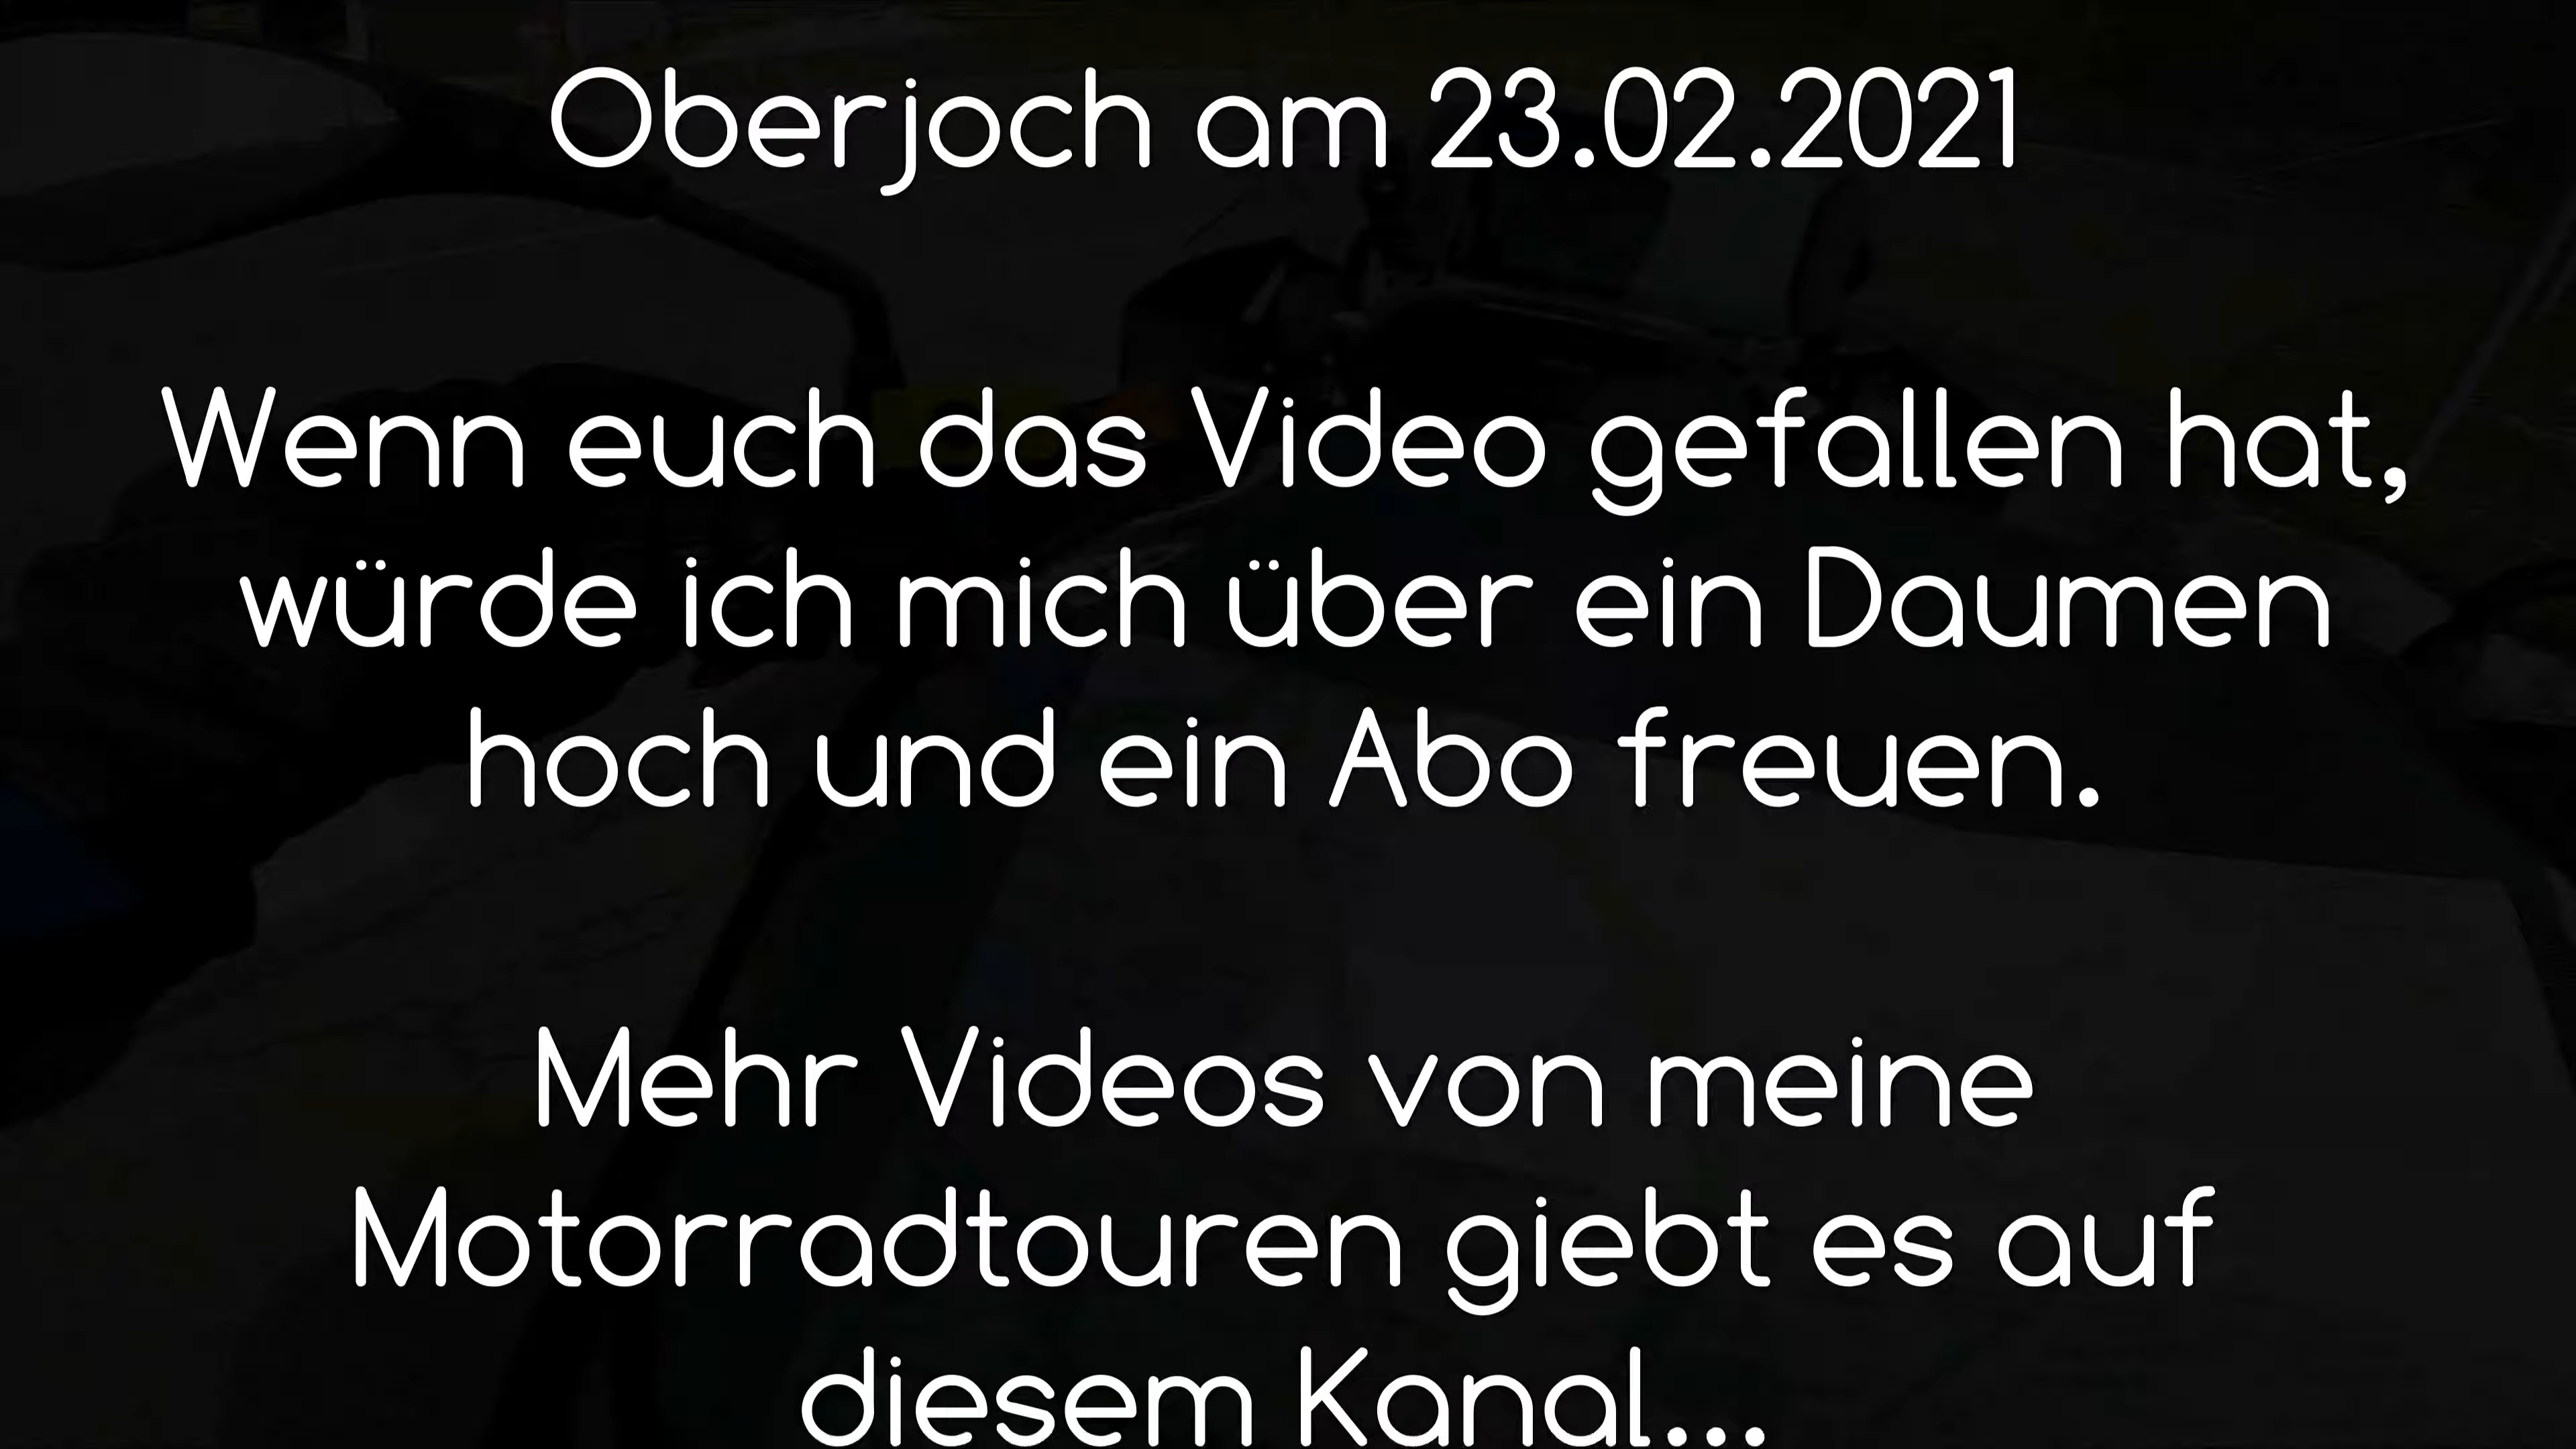 Oberjoch am 23.02.2021
Wenn euch das Video gefallen hat,
würde ich mich über ein Daumen
hoch und ein Abo freuen.
Mehr Videos von meine
Motorradtouren giebt es auf
diesem Kanal...